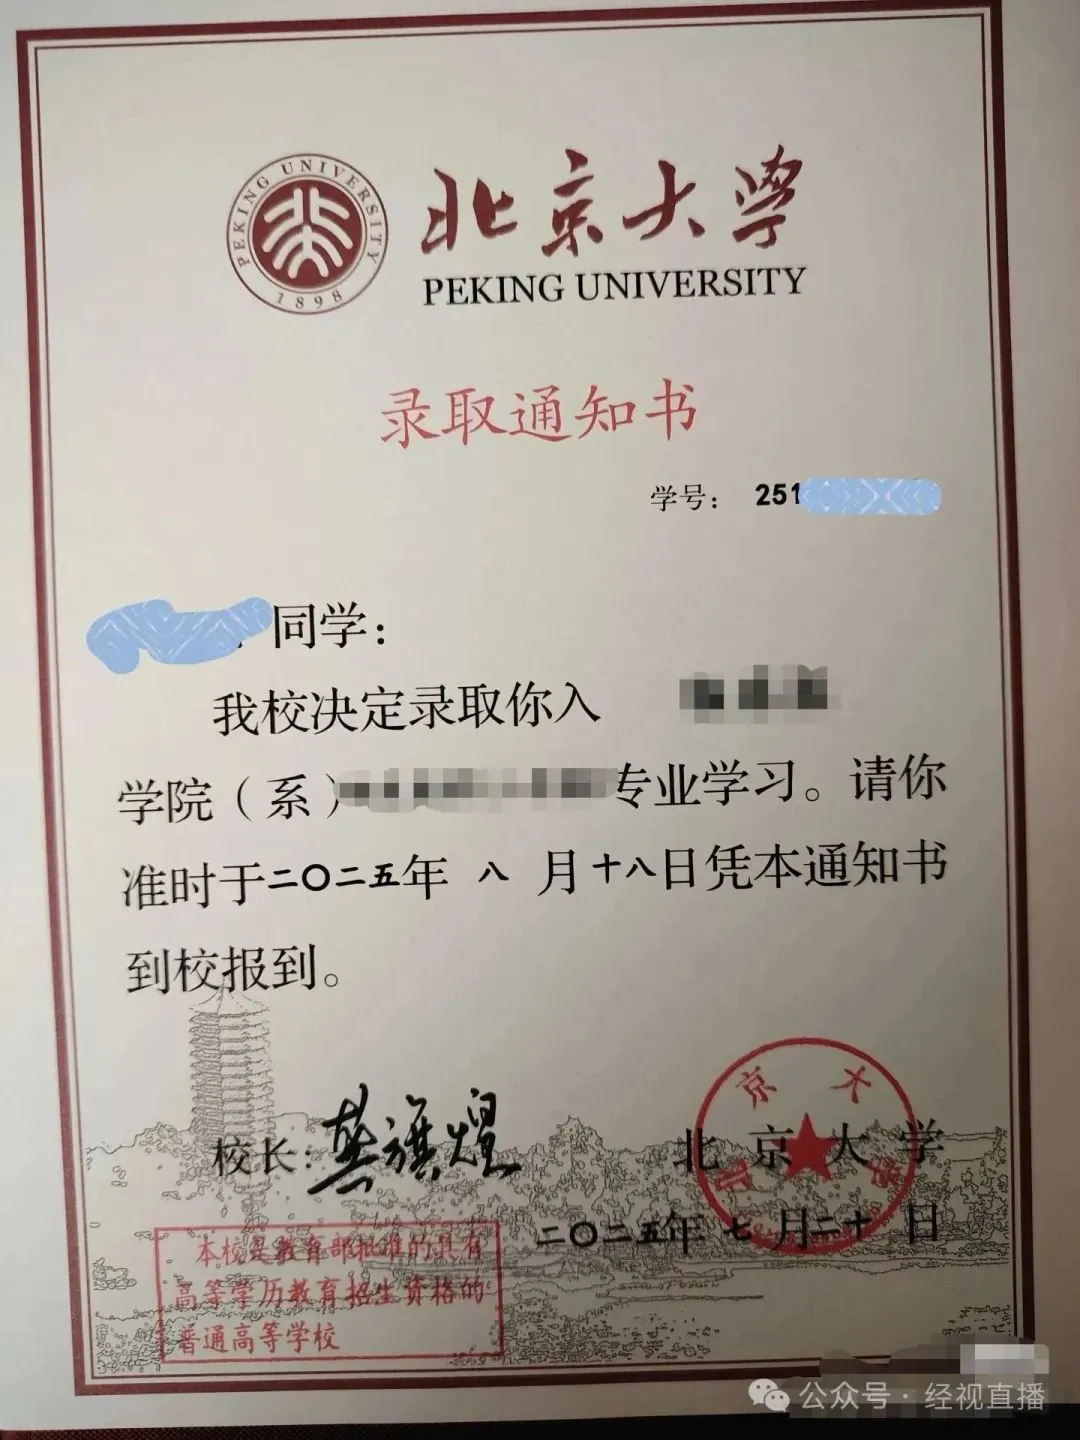 PEKING UNIVERSITY
1898
北京大学
PEKING UNIVERSITY
录取通知书
学号： 251
同学：
我校决定录取你入
学院（系） 专业学习。请你
准时于二〇二五年 八 月十八日凭本通知书
到校报到。
校长：龚旗煌
北京大学
北京大学
二〇二五年 七 月二十 日
本校是教育部批准的具有
高等学历教育招生资格的
普通高等学校
公众号·经视直播